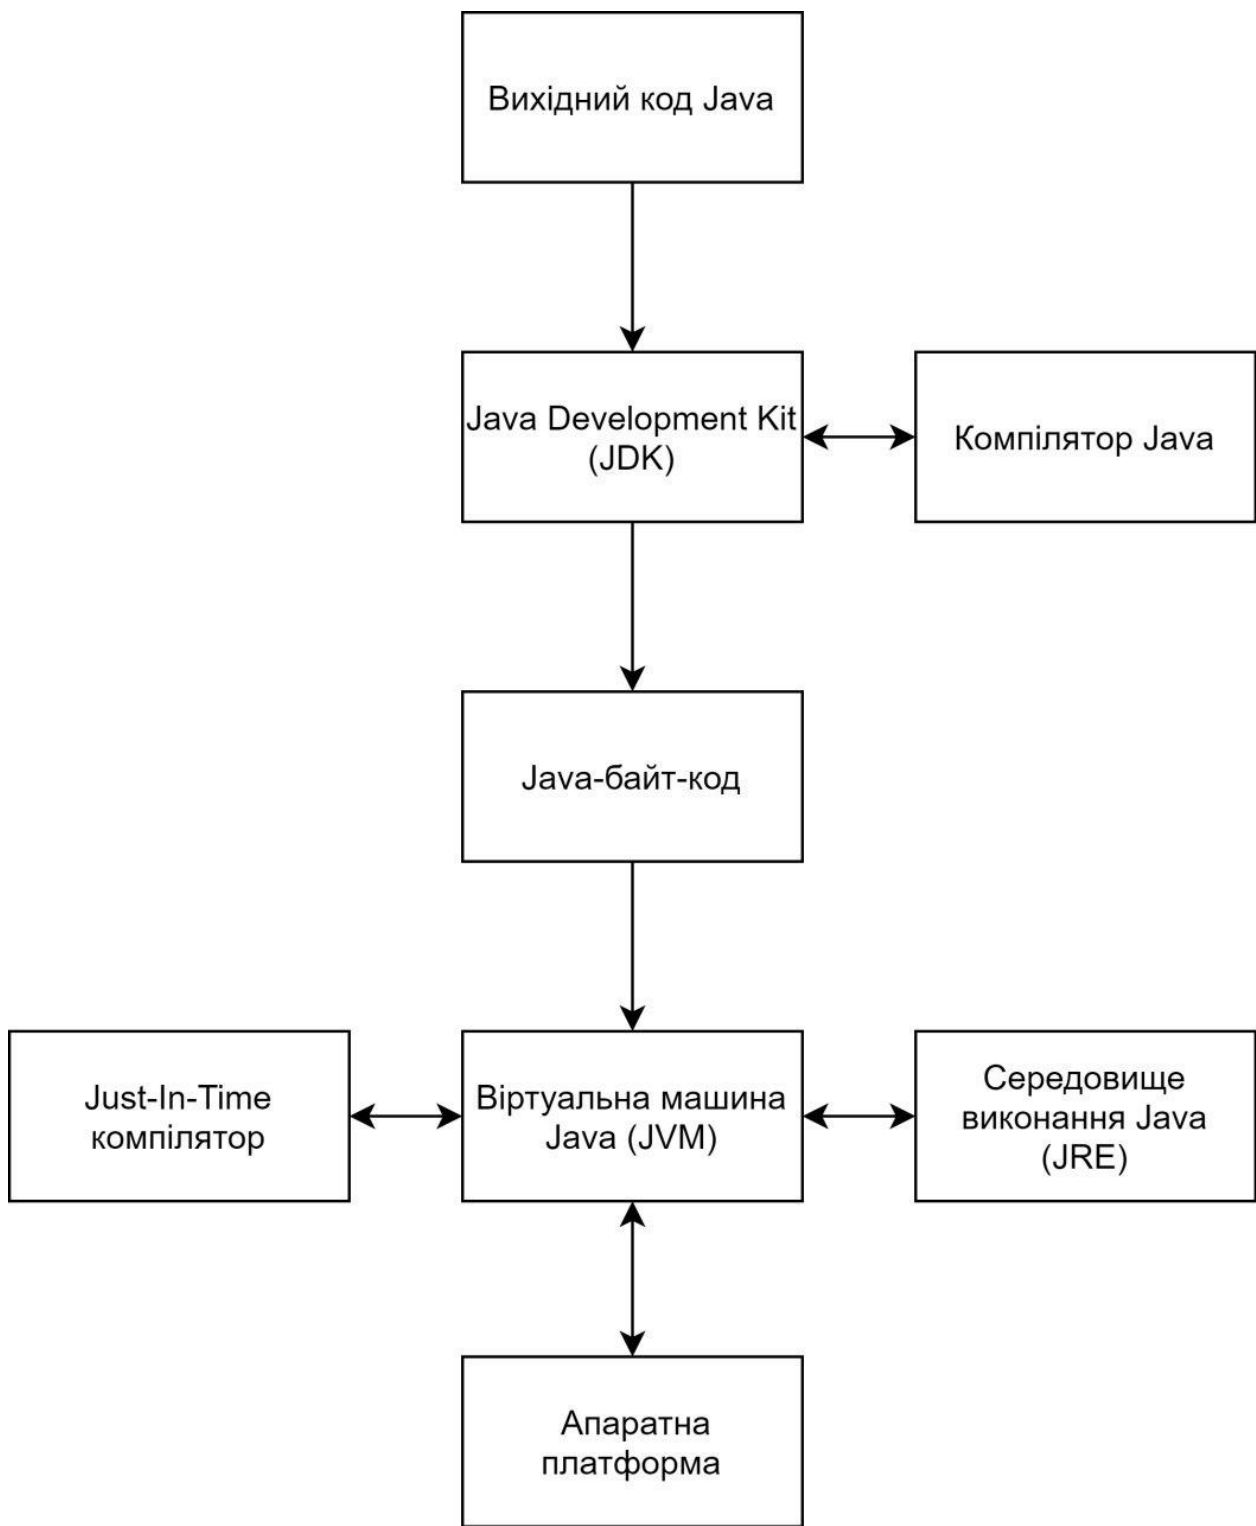 Вихідний код Java
Java Development Kit
(JDK)
Компілятор Java
Java-байт-код
Just-In-Time
компілятор
Віртуальна машина
Java (JVM)
Середовище
виконання Java
(JRE)
Апаратна
платформа